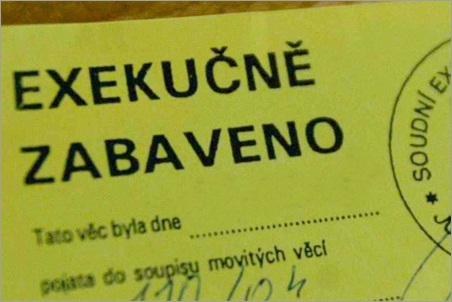 EXEKUČNĚ
ZABAVENO
Tato věc byla dne ........................
pojata do soupisu movitých věcí
SOUDNÍ EX